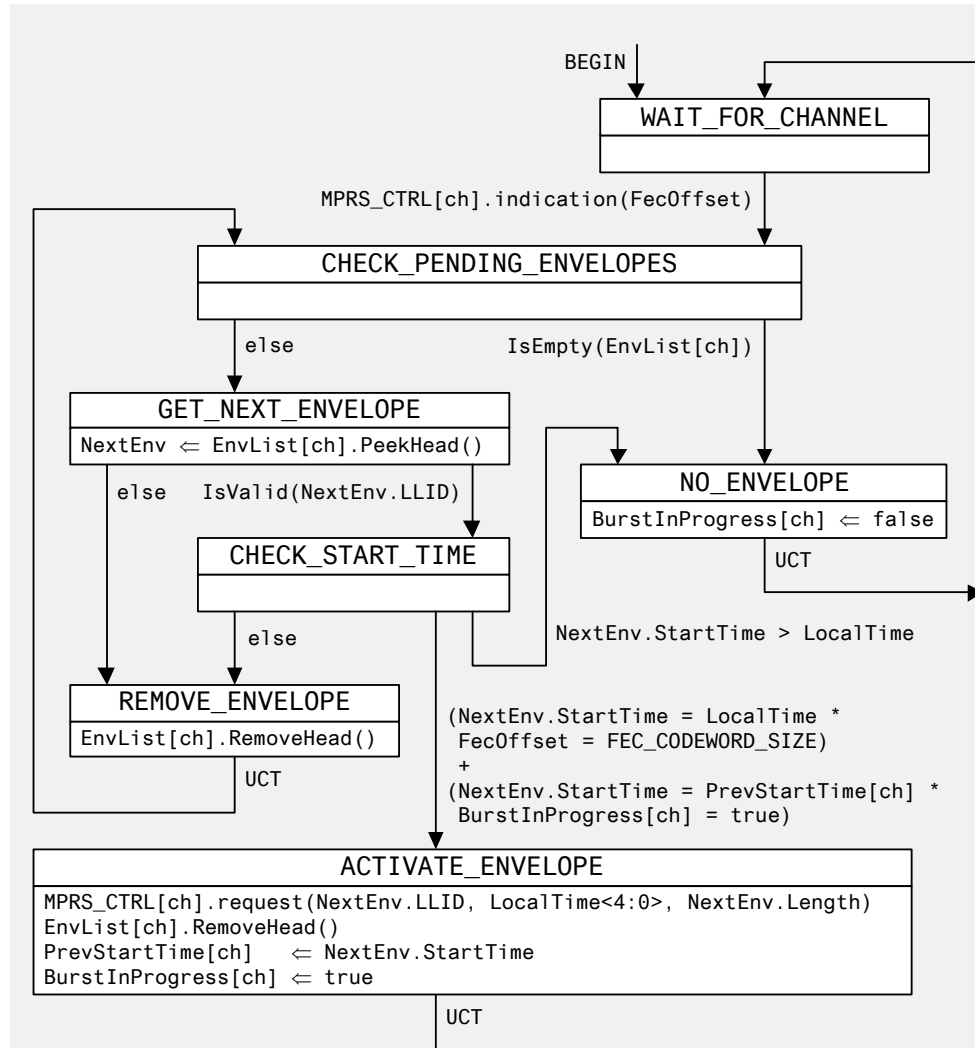 BEGIN
WAIT_FOR_CHANNEL
MPRS_CTRL[ch].indication(FecOffset)
CHECK_PENDING_ENVELOPES
else
IsEmpty(EnvList[ch])
GET_NEXT_ENVELOPE
NextEnv ⇐ EnvList[ch].PeekHead()
else
IsValid(NextEnv.LLID)
NO_ENVELOPE
BurstInProgress[ch] ⇐ false
UCT
CHECK_START_TIME
else
NextEnv.StartTime > LocalTime
REMOVE_ENVELOPE
EnvList[ch].RemoveHead()
UCT
(NextEnv.StartTime = LocalTime *
FecOffset = FEC_CODEWORD_SIZE)
+
(NextEnv.StartTime = PrevStartTime[ch] *
BurstInProgress[ch] = true)
ACTIVATE_ENVELOPE
MPRS_CTRL[ch].request(NextEnv.LLID, LocalTime<4:0>, NextEnv.Length)
EnvList[ch].RemoveHead()
PrevStartTime[ch] ⇐ NextEnv.StartTime
BurstInProgress[ch] ⇐ true
UCT